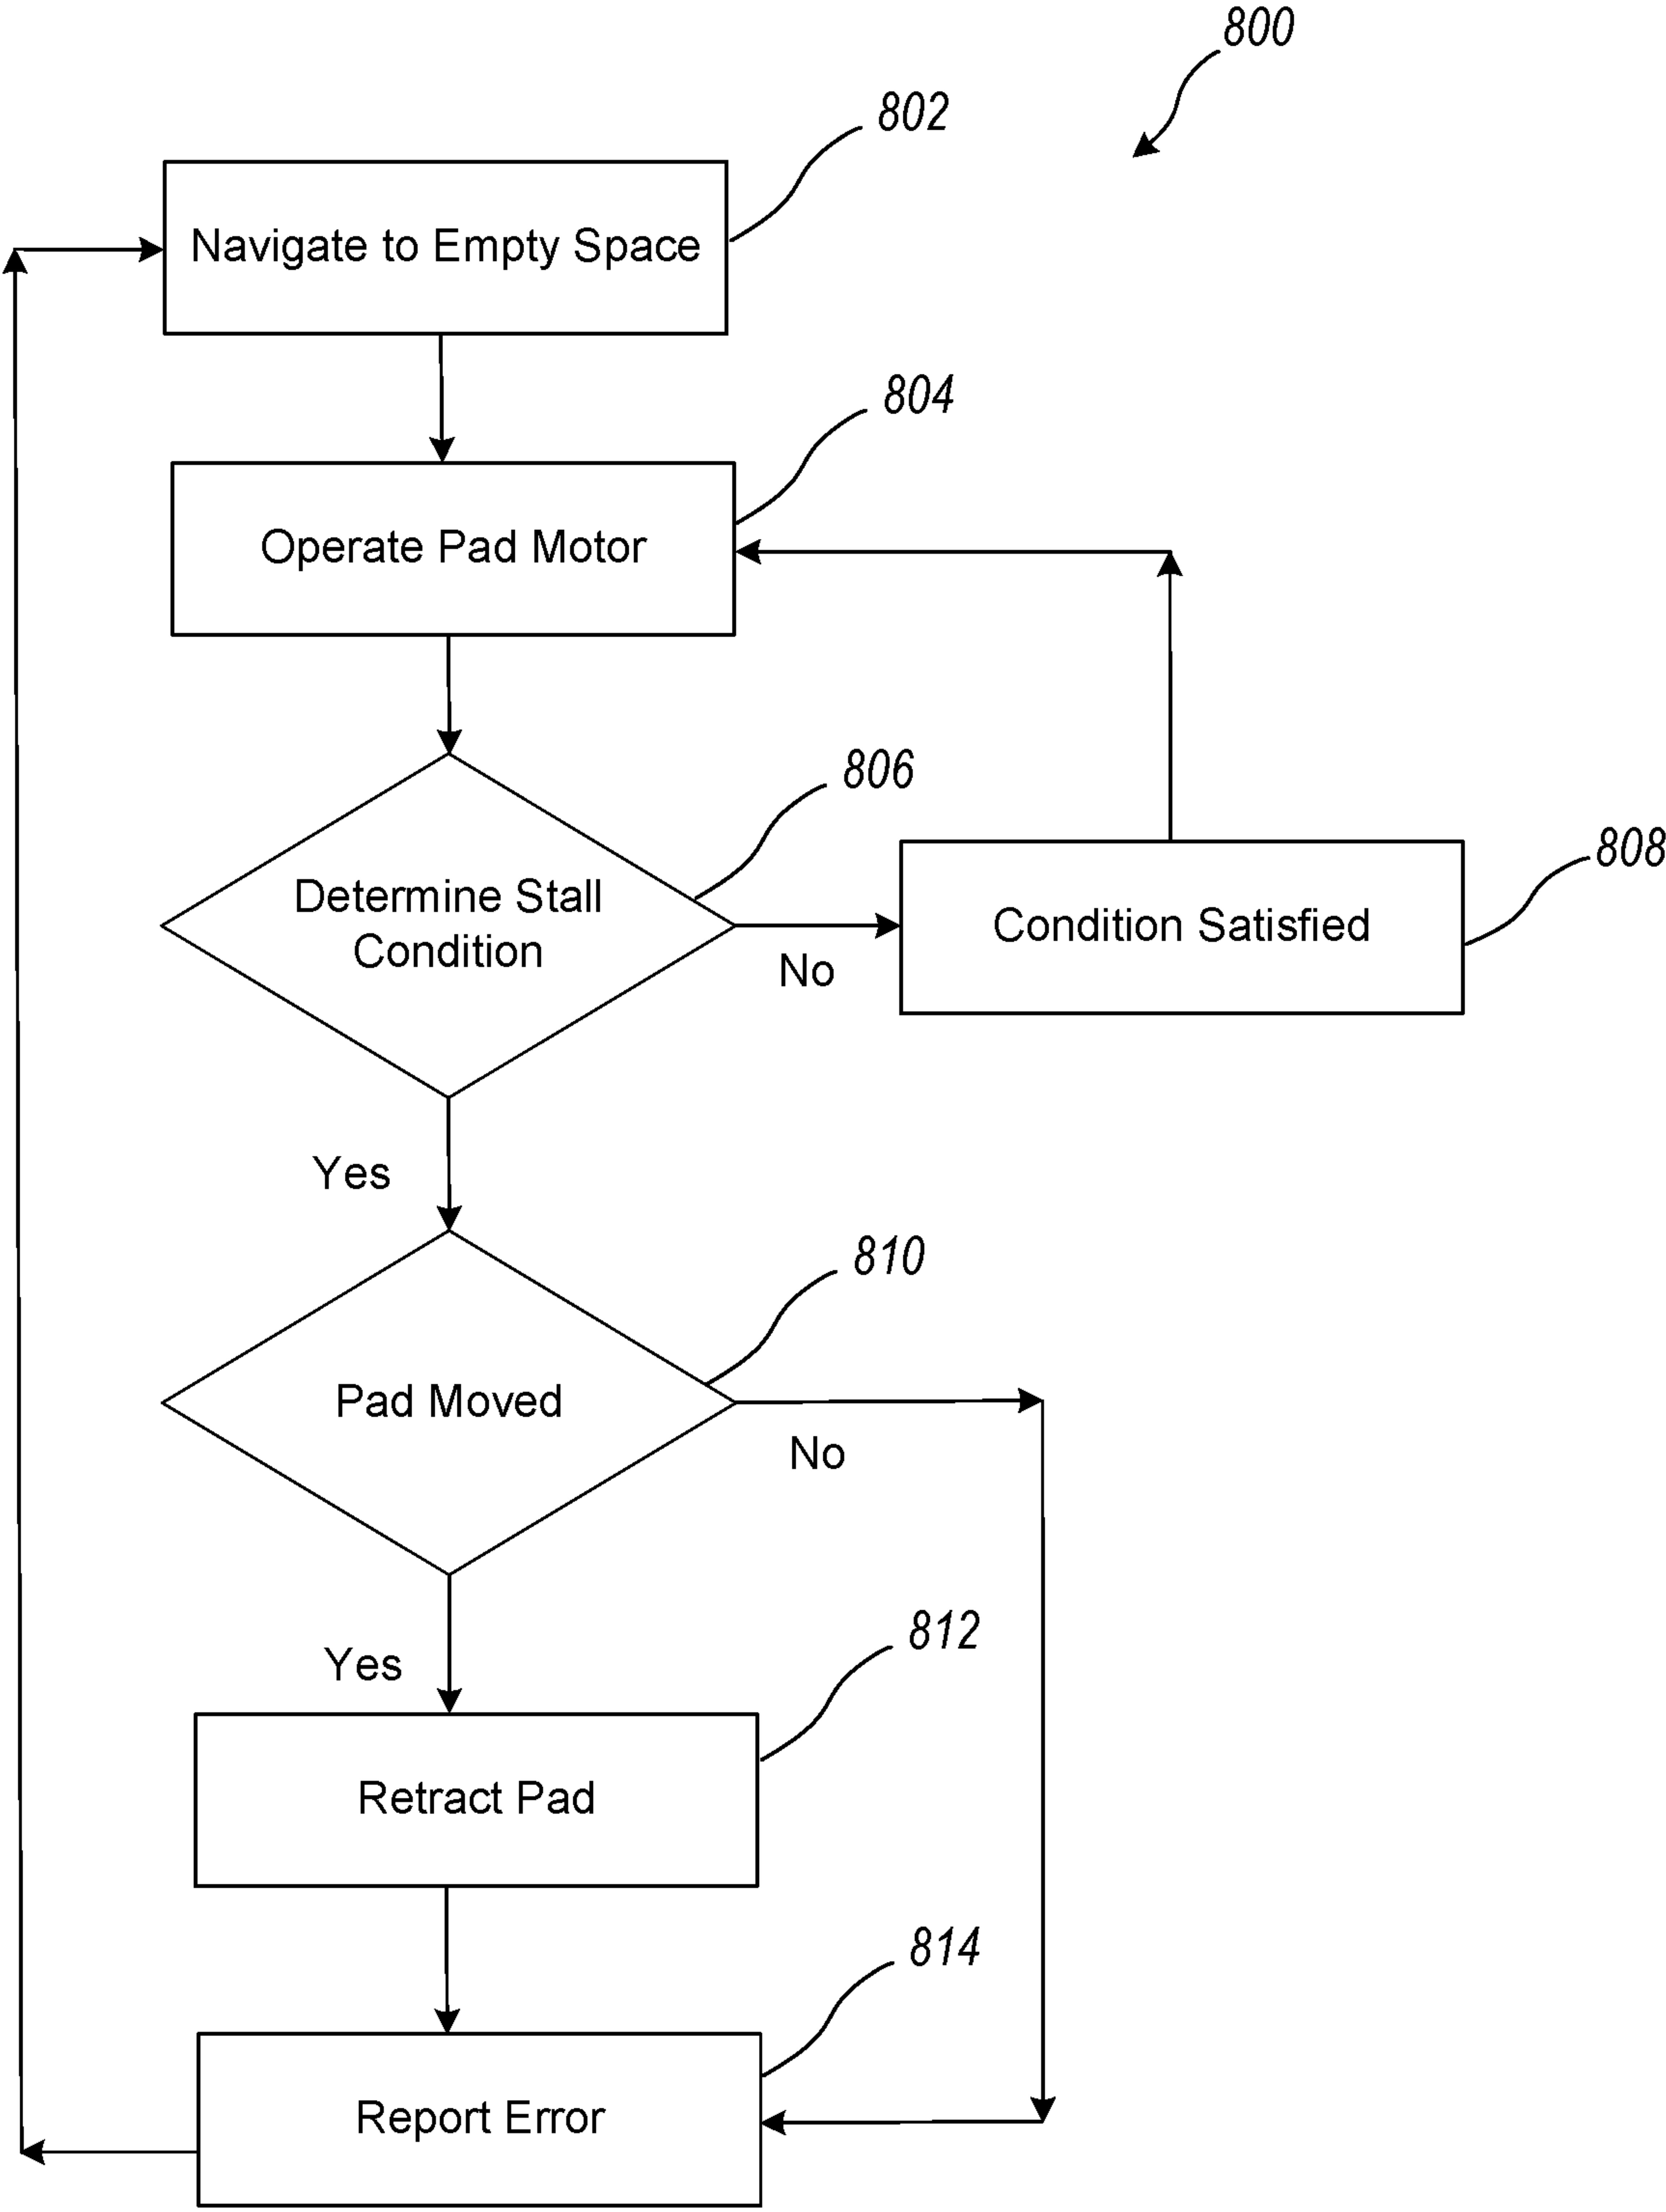 800
802
Navigate to Empty Space
804
Operate Pad Motor
806
Determine Stall
Condition
808
Condition Satisfied
No
Yes
810
Pad Moved
No
812
Yes
Retract Pad
814
Report Error